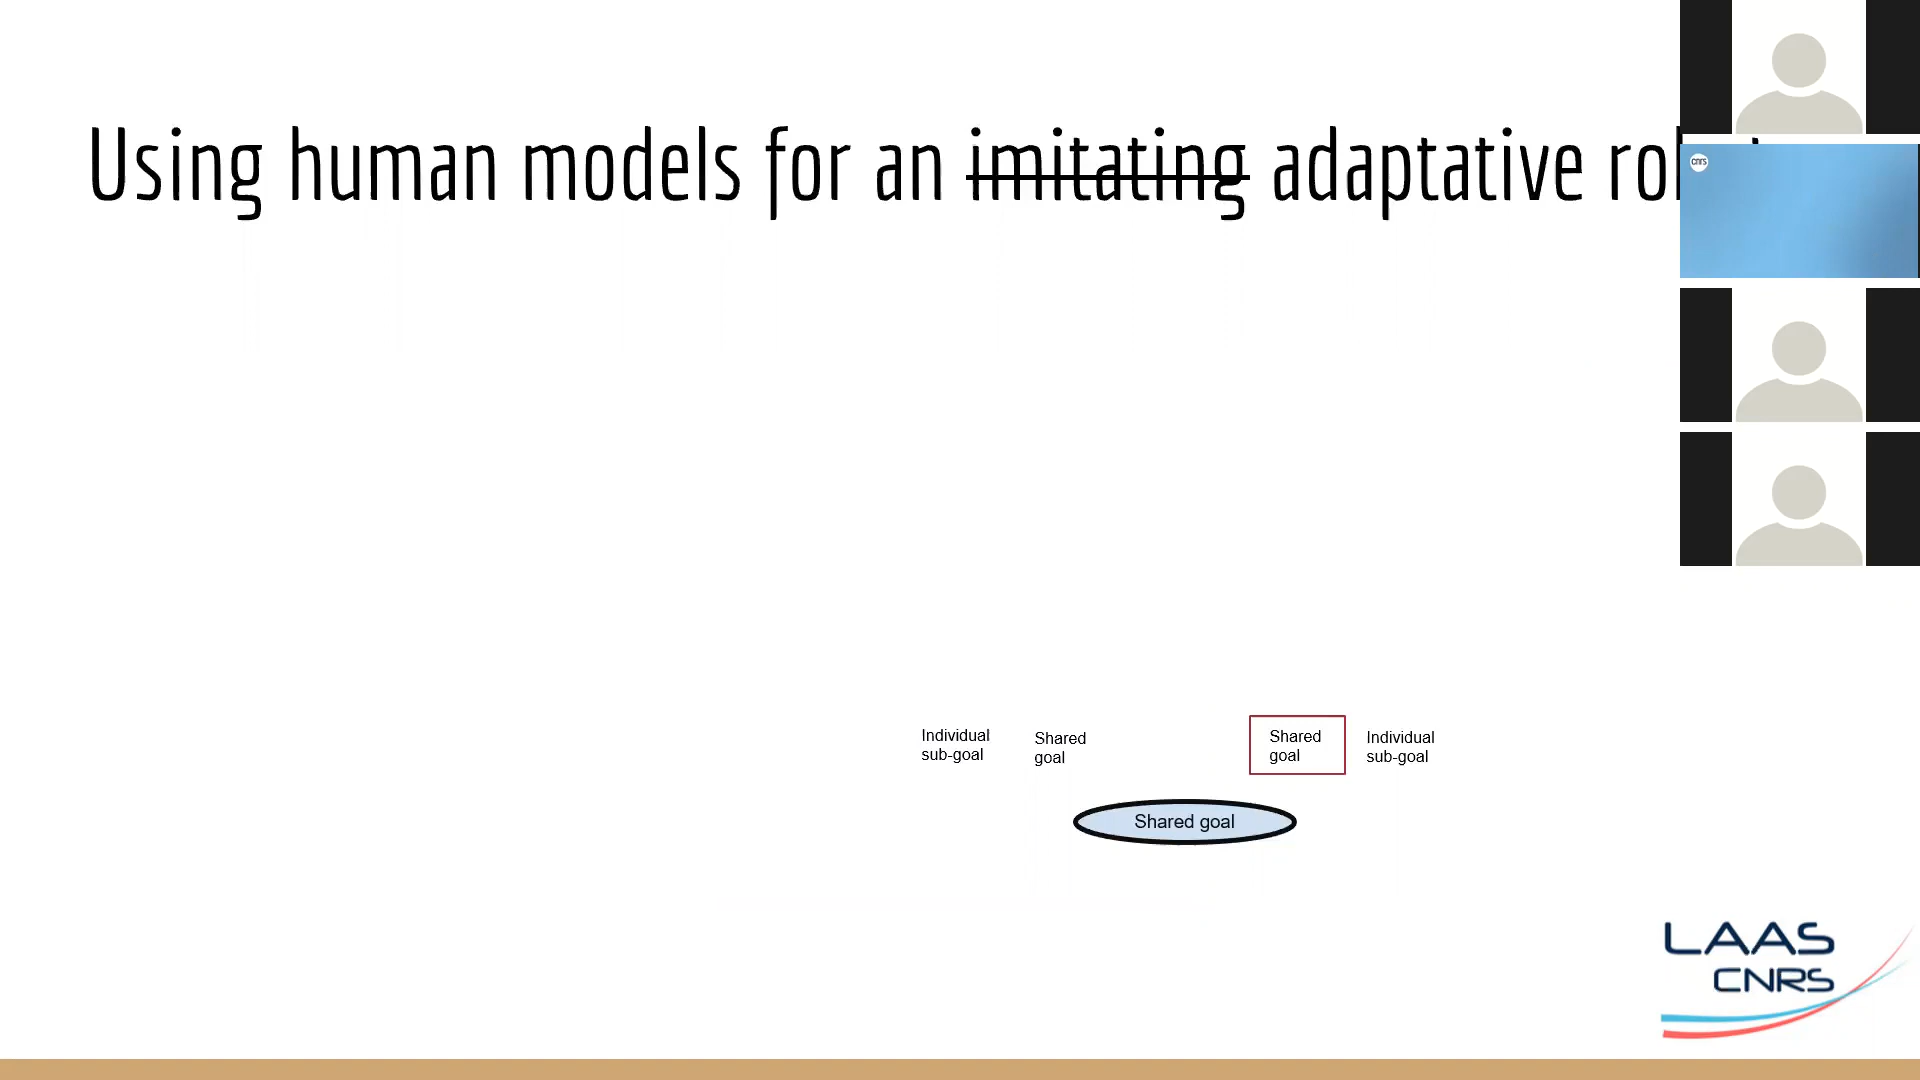 Using human models for an imitating adaptative
cnrs
Individual
sub-goal
Shared
goal
Shared
goal
Individual
sub-goal
Shared goal
LAAS
CNRS